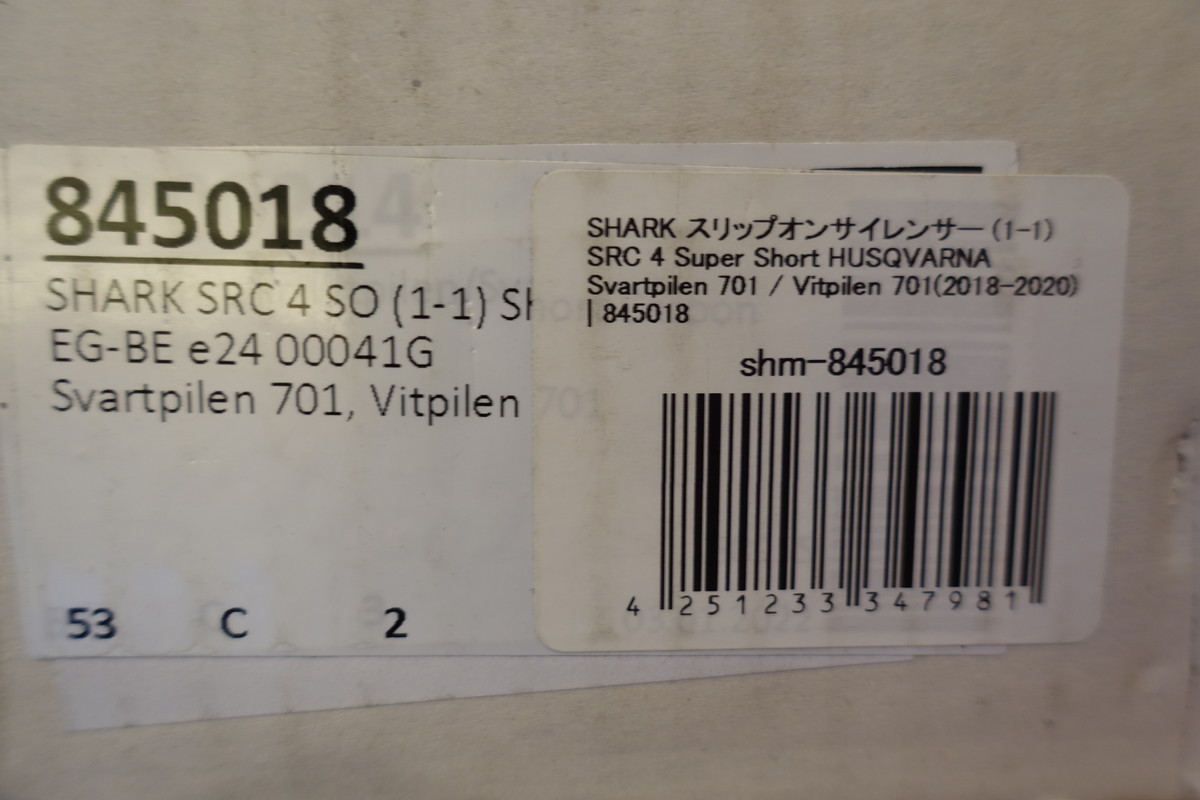 845018
SHARK SRC 4 SO (1-1) Sh
EG-BE e24 00041G
Svartpilen 701, Vitpilen 701
53 C 2
SHARK スリップオンサイレンサー(1-1)
SRC 4 Super Short HUSQVARNA
Svartpilen 701 / Vitpilen 701(2018-2020)
| 845018
shm-845018
4 251233 347981